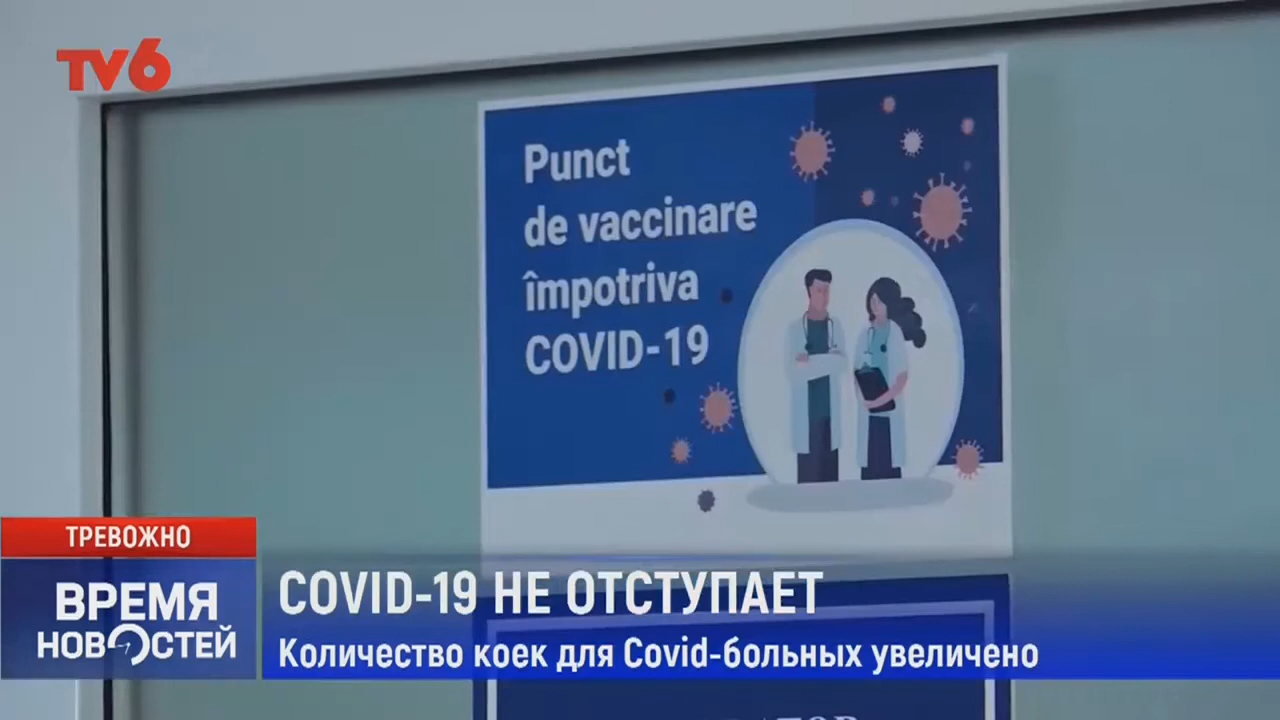 TV6
Punct
de vaccinare
împotriva
COVID-19
ТРЕВОЖНО
ВРЕМЯ
НОВОСТЕЙ
COVID-19 НЕ ОТСТУПАЕТ
Количество коек для Covid-больных увеличено